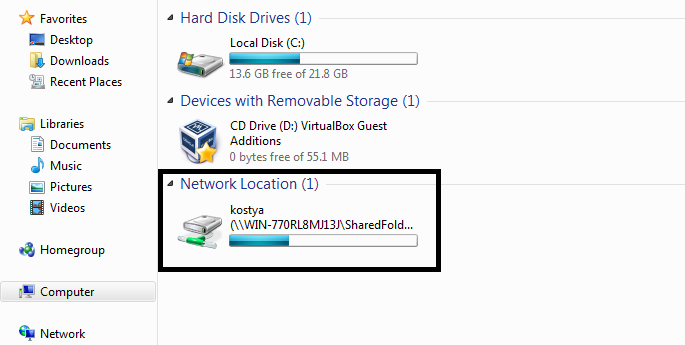 Favorites
Desktop
Downloads
Recent Places
Libraries
Documents
Music
Pictures
Videos
Homegroup
Computer
Network
Hard Disk Drives (1)
Local Disk (C:)
13.6 GB free of 21.8 GB
Devices with Removable Storage (1)
CD Drive (D:) VirtualBox Guest
Additions
0 bytes free of 55.1 MB
Network Location (1)
kostya
(\\WIN-770RL8MJ13J\SharedFold...